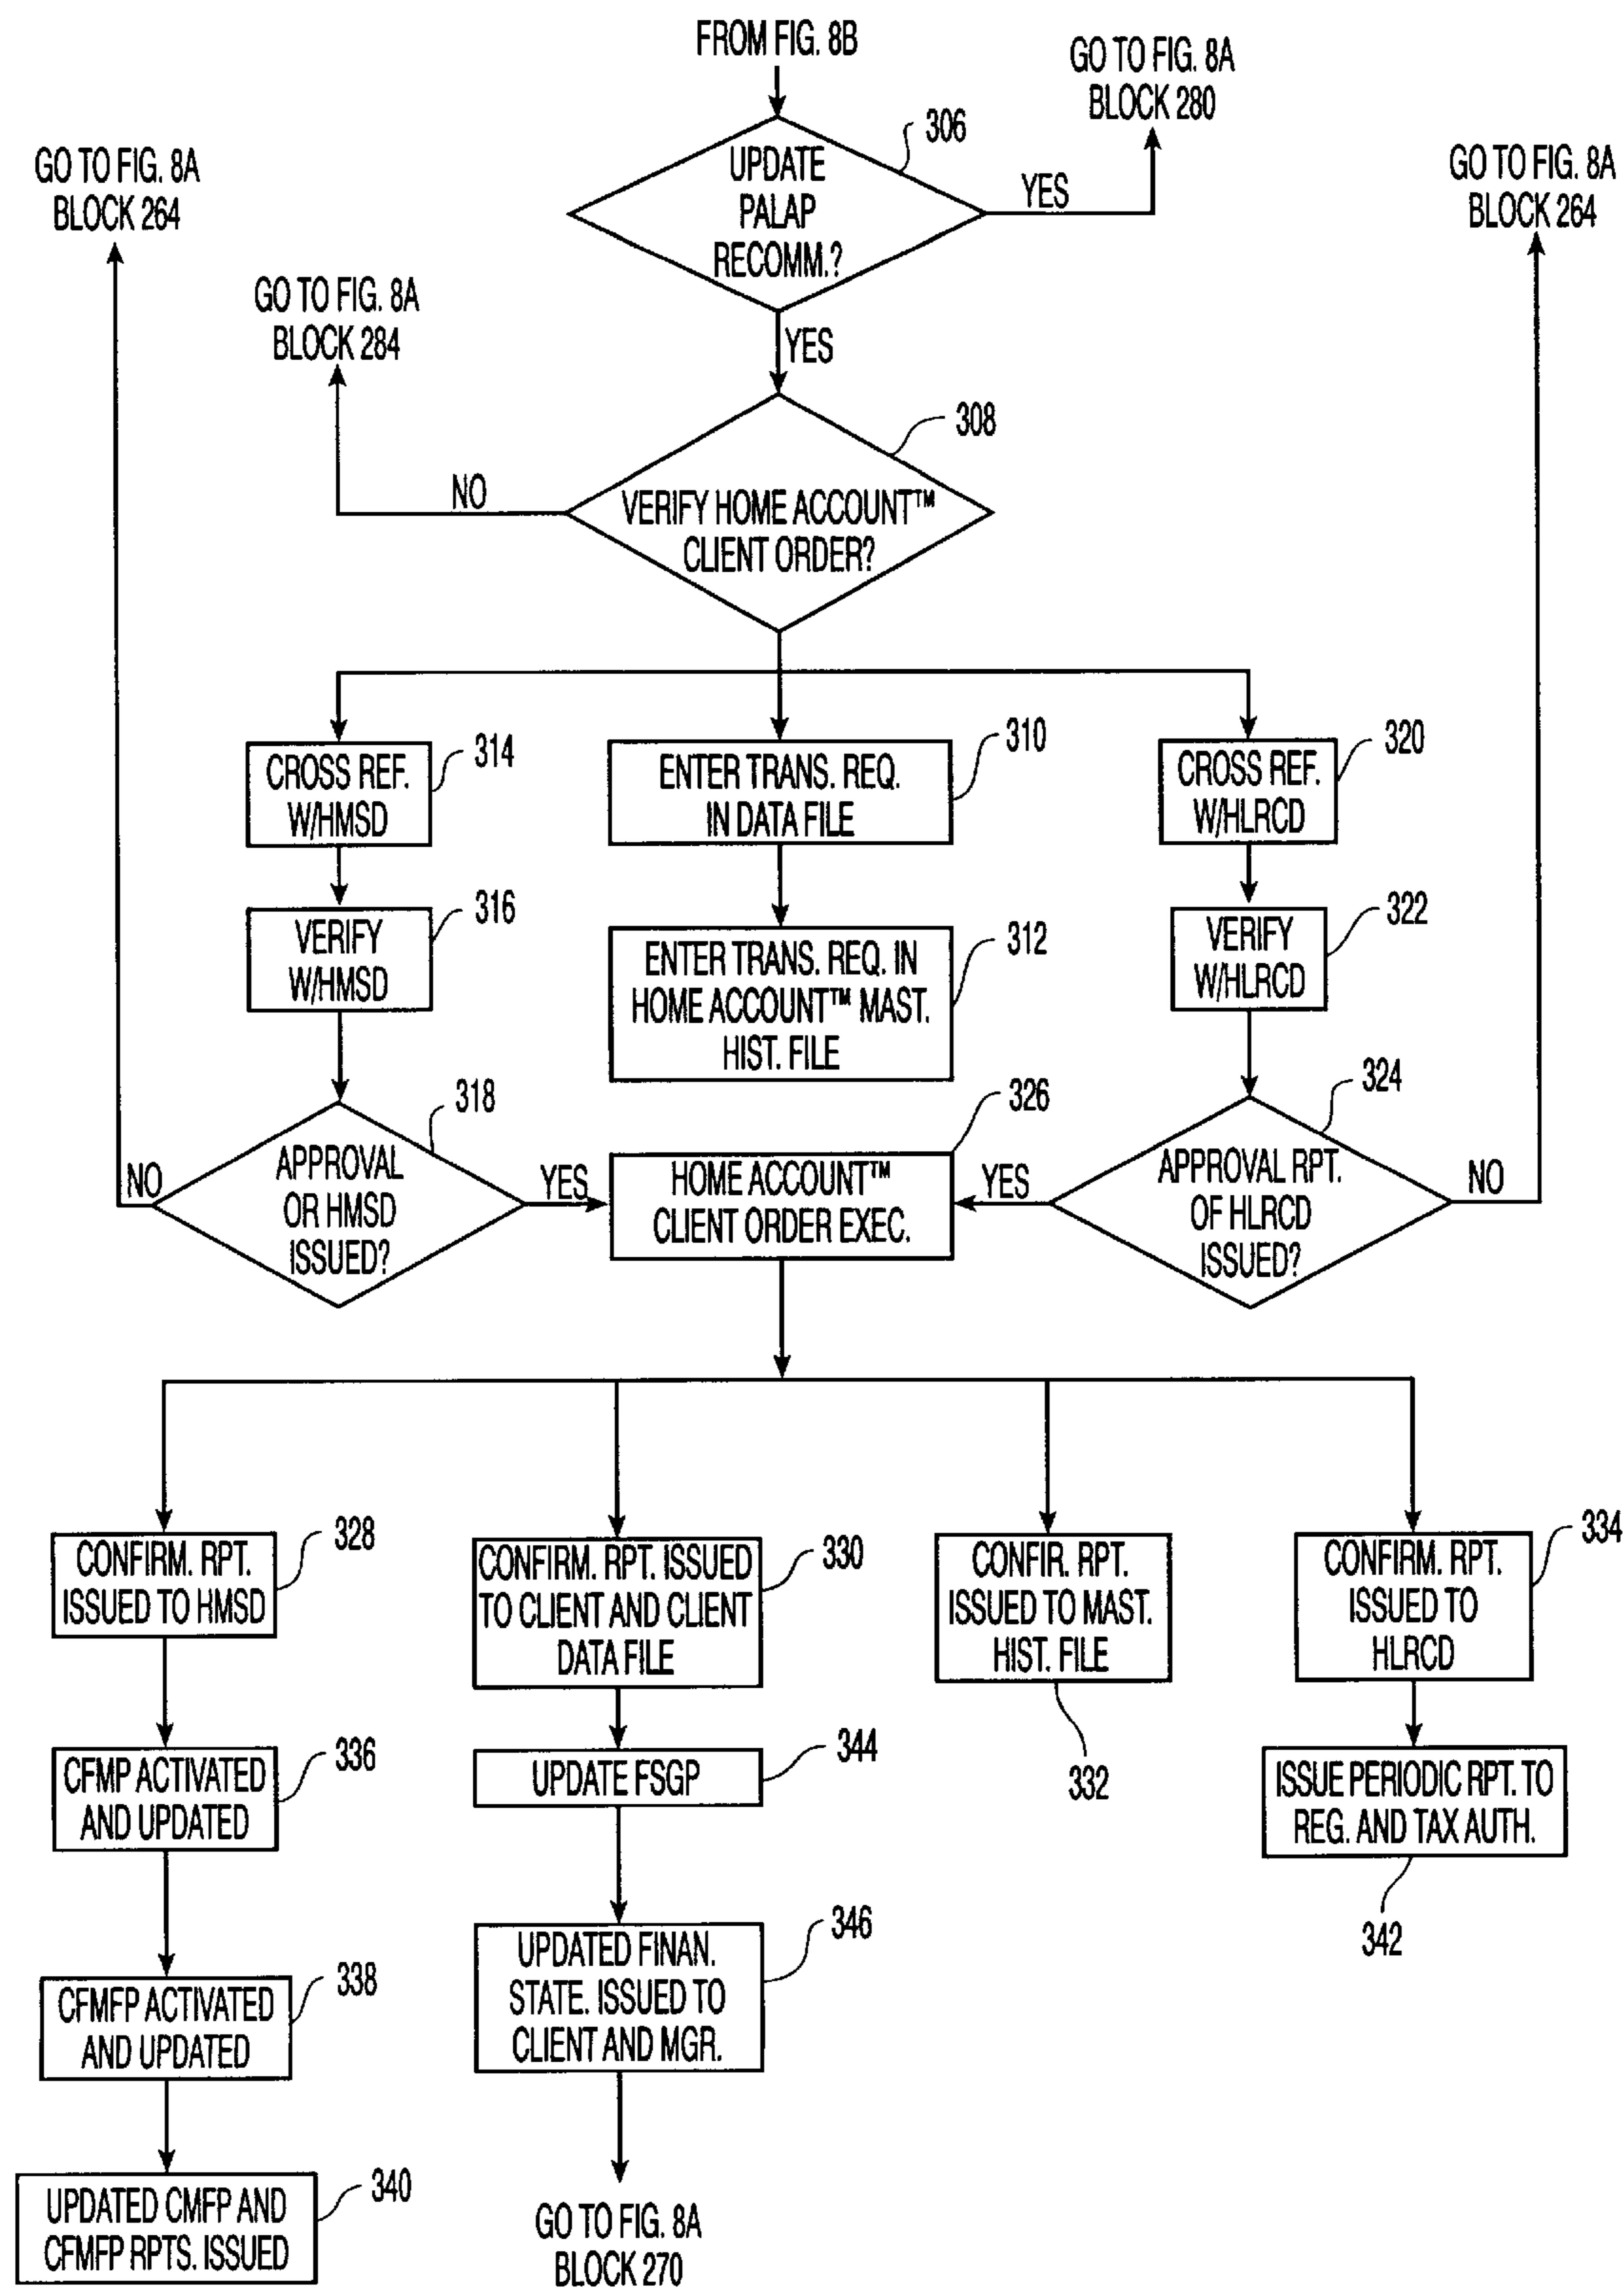 FROM FIG. 8B
GO TO FIG. 8A
BLOCK 280
306
UPDATE
PALAP
RECOMM.?
YES
GO TO FIG. 8A
BLOCK 264
GO TO FIG. 8A
BLOCK 264
GO TO FIG. 8A
BLOCK 284
YES
308
NO
VERIFY HOME ACCOUNT™
CLIENT ORDER?
CROSS REF.
W/HMSD
314
ENTER TRANS. REQ.
IN DATA FILE
310
CROSS REF.
W/HLRCD
320
VERIFY
W/HMSD
316
ENTER TRANS. REQ. IN
HOME ACCOUNT™ MAST.
HIST. FILE
312
VERIFY
W/HLRCD
322
NO
APPROVAL
OR HMSD
ISSUED?
318
YES
HOME ACCOUNT™
CLIENT ORDER EXEC.
326
YES
APPROVAL RPT.
OF HLRCD
ISSUED?
324
NO
CONFIRM. RPT.
ISSUED TO HMSD
328
CONFIRM. RPT. ISSUED
TO CLIENT AND CLIENT
DATA FILE
330
CONFIR. RPT.
ISSUED TO MAST.
HIST. FILE
332
CONFIRM. RPT.
ISSUED TO
HLRCD
334
CFMP ACTIVATED
AND UPDATED
336
UPDATE FSGP
344
ISSUE PERIODIC RPT. TO
REG. AND TAX AUTH.
342
CFMFP ACTIVATED
AND UPDATED
338
UPDATED FINAN.
STATE. ISSUED TO
CLIENT AND MGR.
346
UPDATED CMFP AND
CFMFP RPTS. ISSUED
340
GO TO FIG. 8A
BLOCK 270